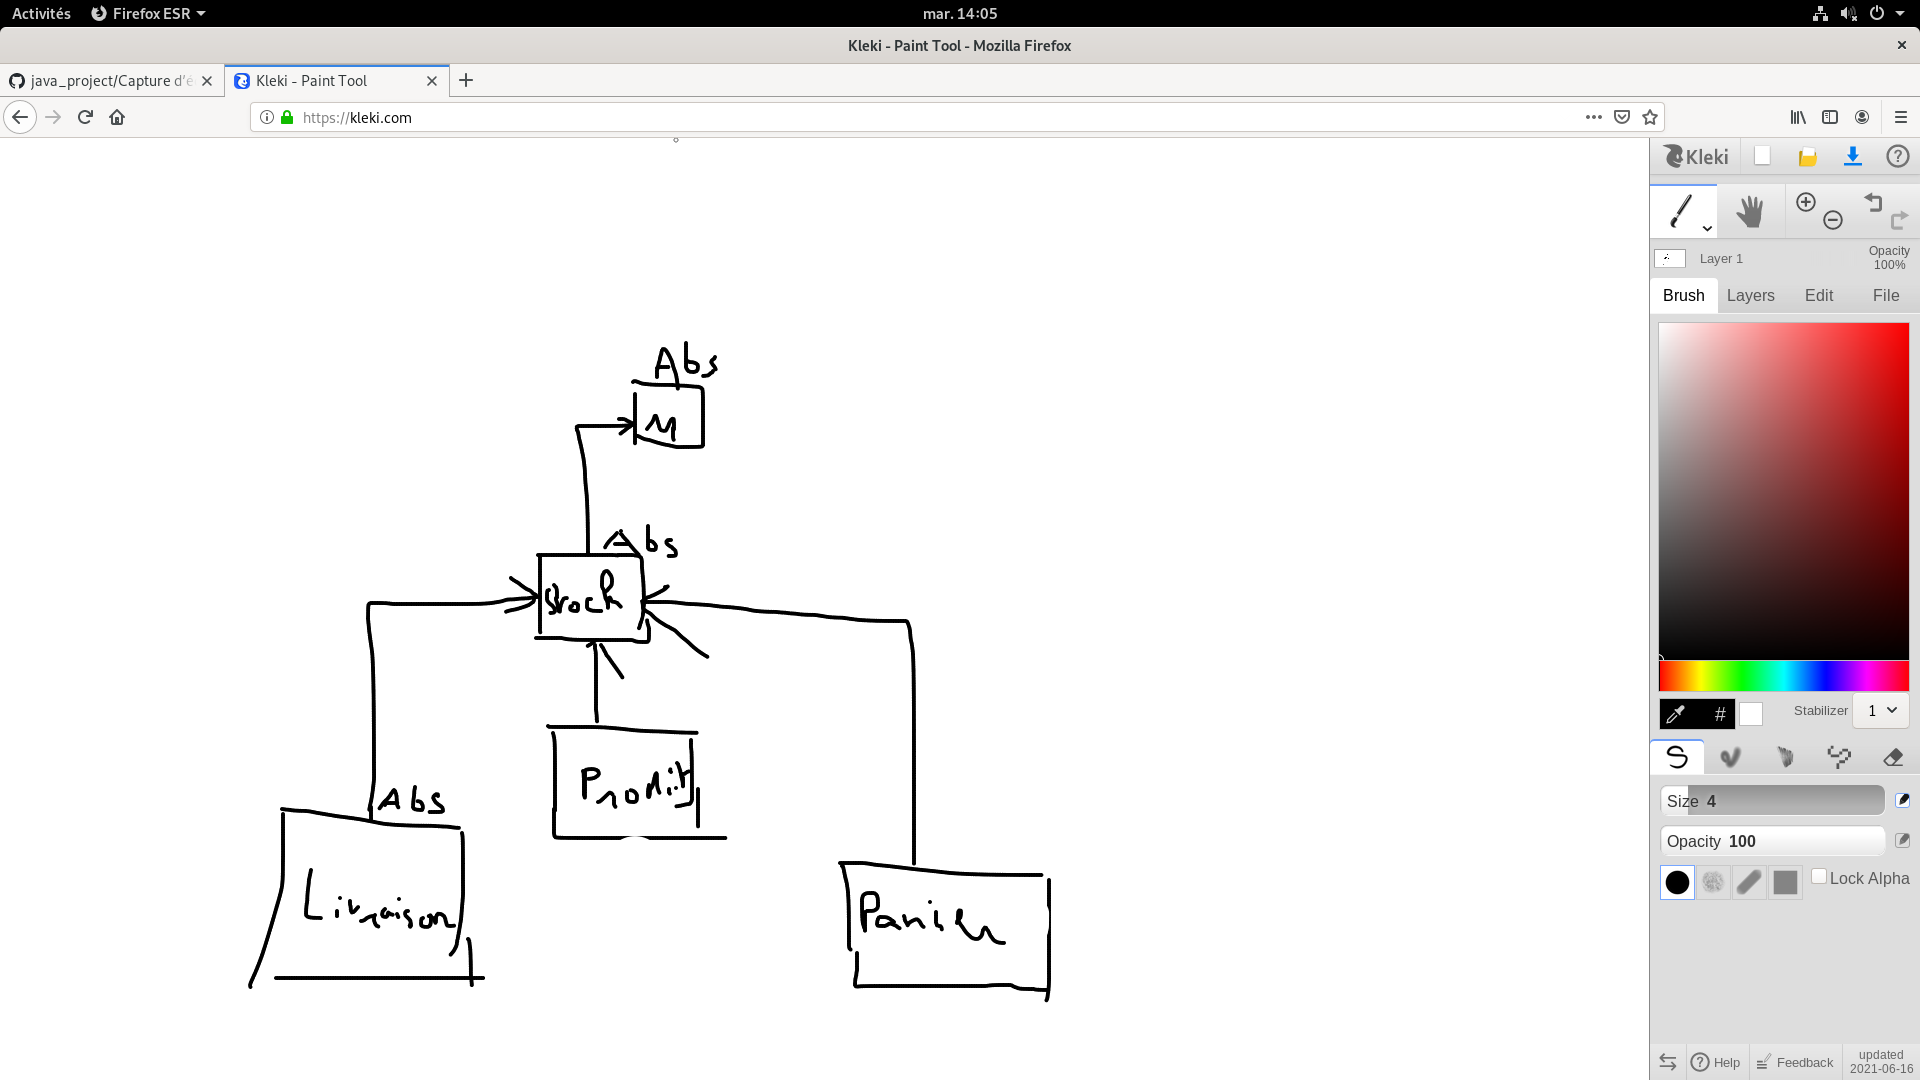 Activités
Firefox ESR
mar. 14:05
Kleki - Paint Tool - Mozilla Firefox
java_project/Capture d'é
Kleki - Paint Tool
https://kleki.com
Kleki
Layer 1
Opacity
100%
Brush
Layers
Edit
File
#
Stabilizer
1
Size 4
Opacity 100
Lock Alpha
Help
Feedback
updated
2021-06-16
Abs
M
Abs
Stock
Produit
Abs
Livraison
Panier